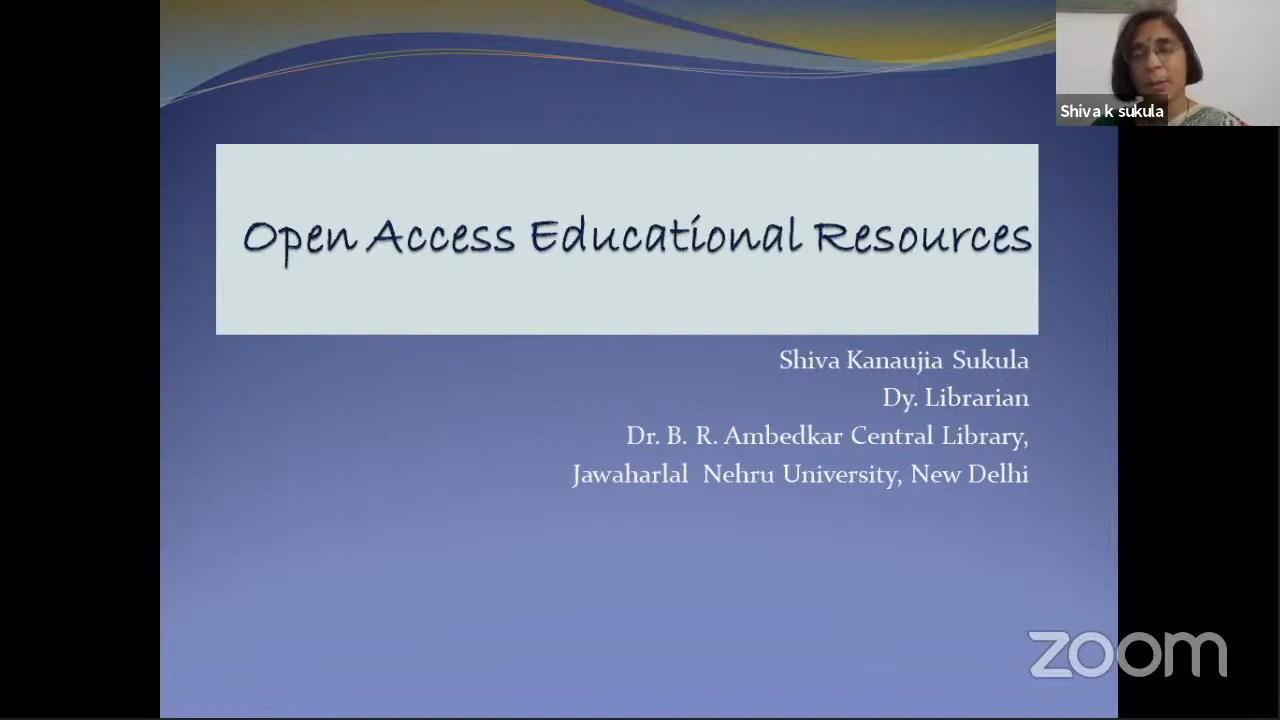 Shiva k sukula
Open Access Educational Resources
Shiva Kanaujia Sukula
Dy. Librarian
Dr. B. R. Ambedkar Central Library,
Jawaharlal Nehru University, New Delhi
zoom